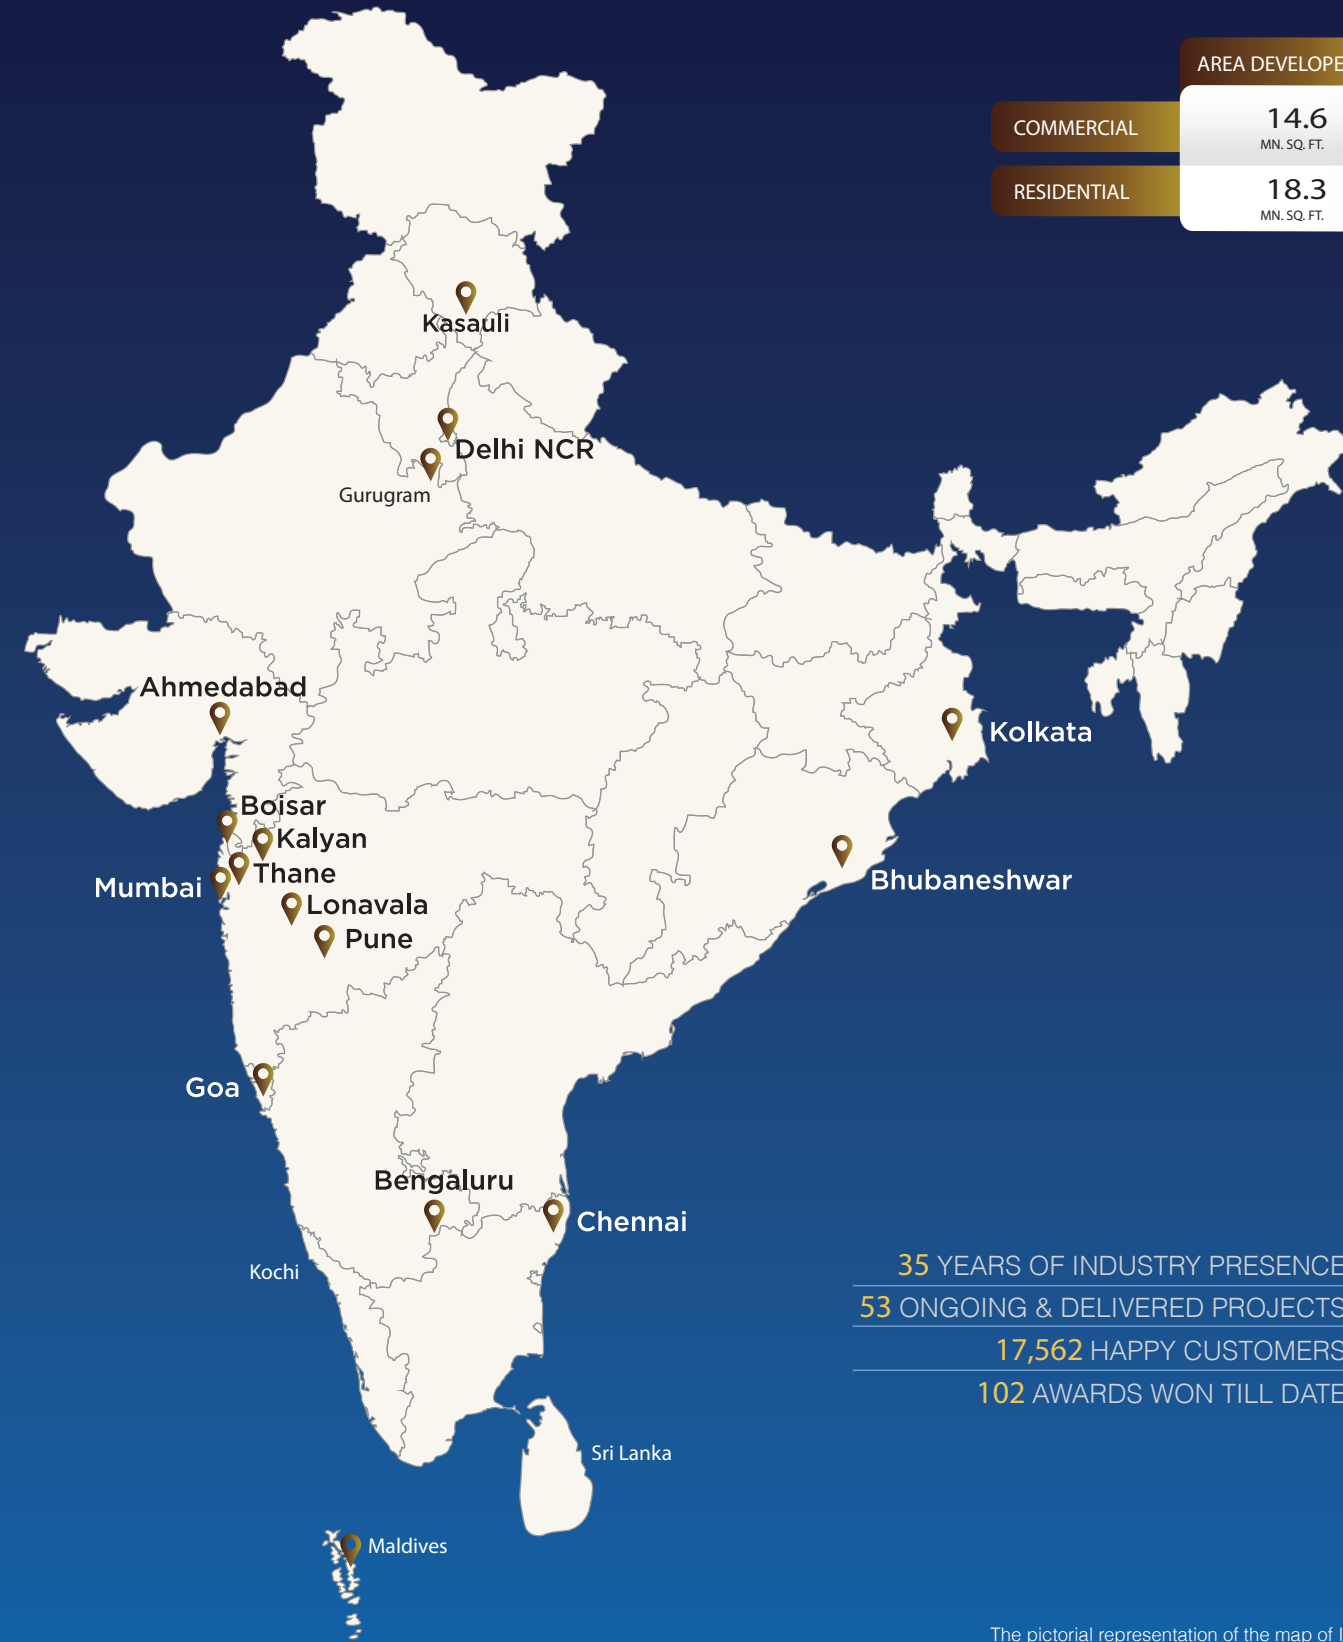 AREA DEVELOPE
COMMERCIAL
14.6
MN. SQ. FT.
RESIDENTIAL
18.3
MN. SQ. FT.
Kasauli
Delhi NCR
Gurugram
Ahmedabad
Kolkata
Boisar
Kalyan
Thane
Mumbai
Bhubaneshwar
Lonavala
Pune
Goa
Bengaluru
Chennai
Kochi
35 YEARS OF INDUSTRY PRESENCE
53 ONGOING & DELIVERED PROJECTS
17,562 HAPPY CUSTOMERS
102 AWARDS WON TILL DATE
Sri Lanka
Maldives
The pictorial representation of the map of I